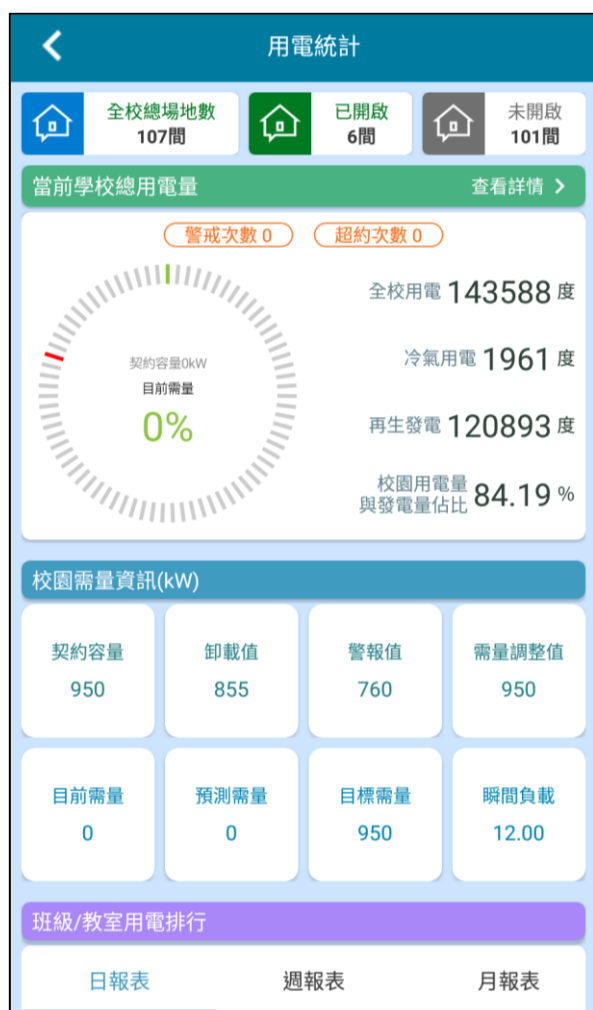 用電統計
全校總場地數
107間
已開啟
6間
未開啟
101間
當前學校總用電量
查看詳情
警戒次數 0
超約次數 0
契約容量0kW
目前需量
0%
全校用電 143588 度
冷氣用電 1961 度
再生發電 120893 度
校園用電量
與發電量佔比 84.19 %
校園需量資訊(kW)
契約容量
950
卸載值
855
警報值
760
需量調整值
950
目前需量
0
預測需量
0
目標需量
950
瞬間負載
12.00
班級/教室用電排行
日報表
週報表
月報表